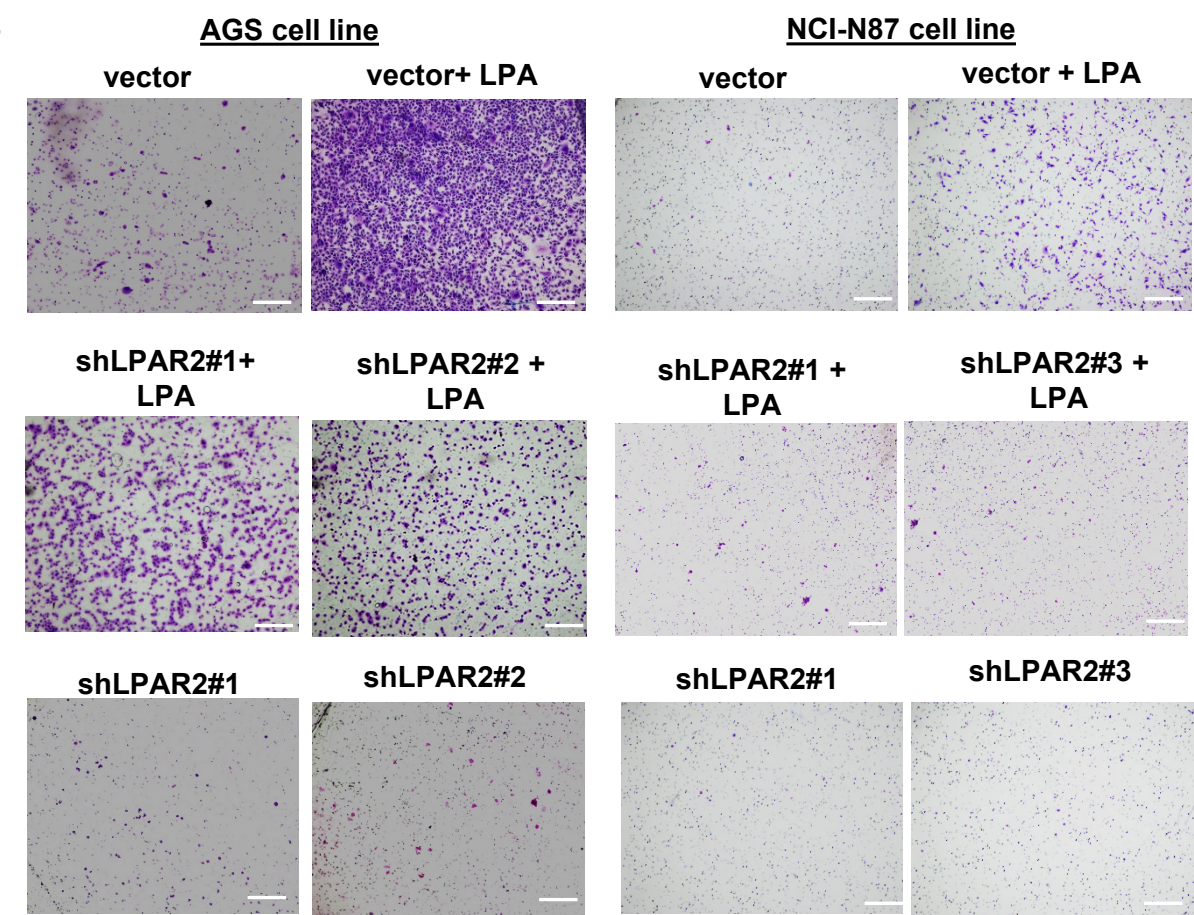 AGS cell line
NCI-N87 cell line
vector
vector+ LPA
vector
vector + LPA
shLPAR2#1+
LPA
shLPAR2#2 +
LPA
shLPAR2#1 +
LPA
shLPAR2#3 +
LPA
shLPAR2#1
shLPAR2#2
shLPAR2#1
shLPAR2#3